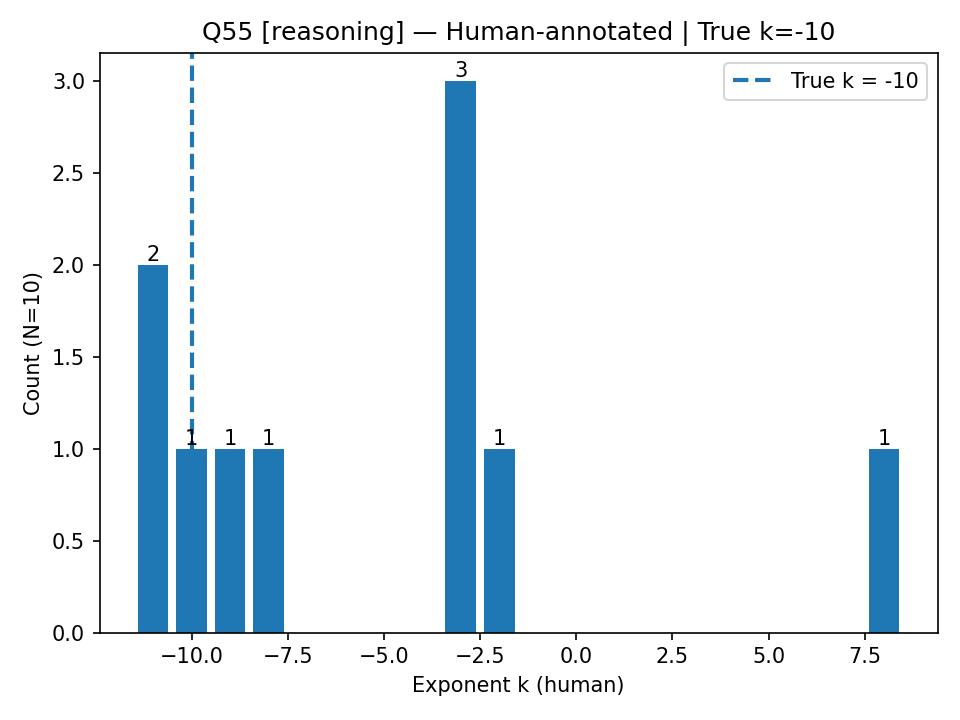 Q55 [reasoning] — Human-annotated | True k=-10
True k = -10
3
2
1
1
1
1
1
3.0
2.5
2.0
1.5
1.0
0.5
0.0
Count (N=10)
−10.0 −7.5 −5.0 −2.5 0.0 2.5 5.0 7.5
Exponent k (human)